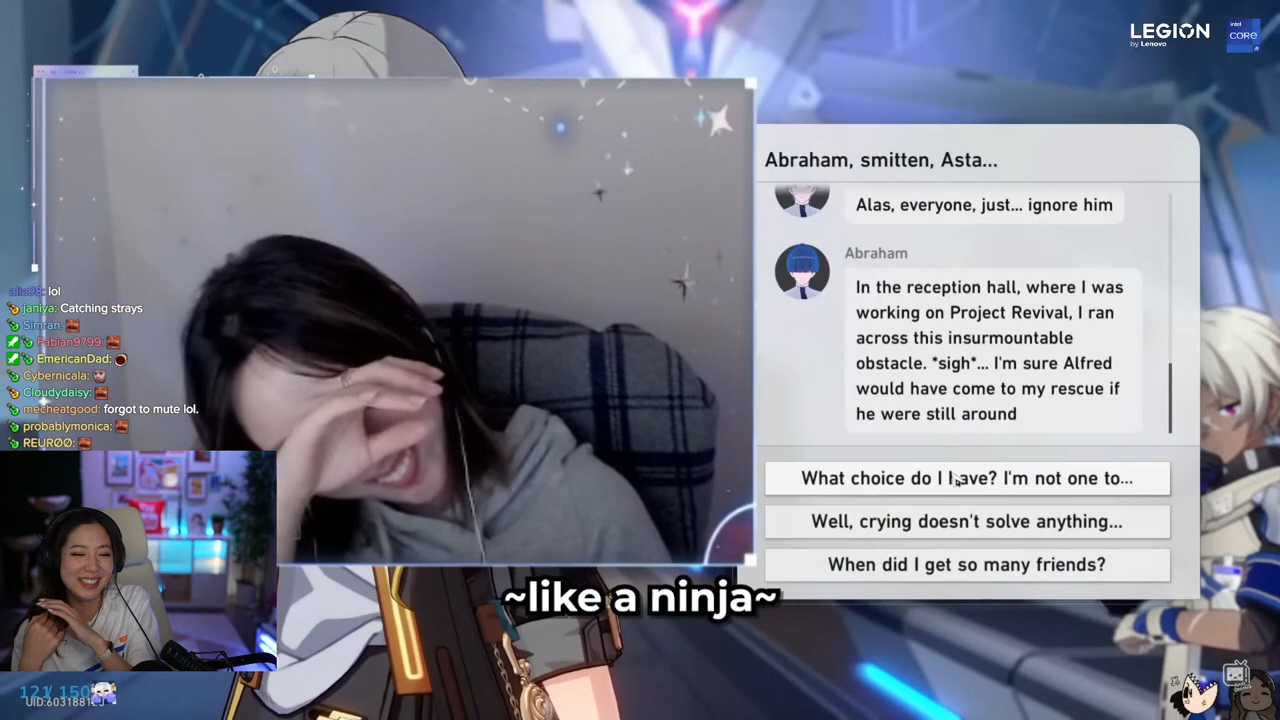 LEGION
by Lenovo
intel
CORE
i9
Abraham, smitten, Asta...
Alas, everyone, just... ignore him
Abraham
In the reception hall, where I was
working on Project Revival, I ran
across this insurmountable
obstacle. *sigh*... I'm sure Alfred
would have come to my rescue if
he were still around
What choice do I have? I'm not one to...
Well, crying doesn't solve anything...
When did I get so many friends?
lol
janiya: Catching strays
Simran:
Fabian9799:
EmericanDad:
Cybernicala:
Cloudydaisy:
mecheatgood: forgot to mute lol.
probablymonica:
REURØØ:
~like a ninja~
121/ 150